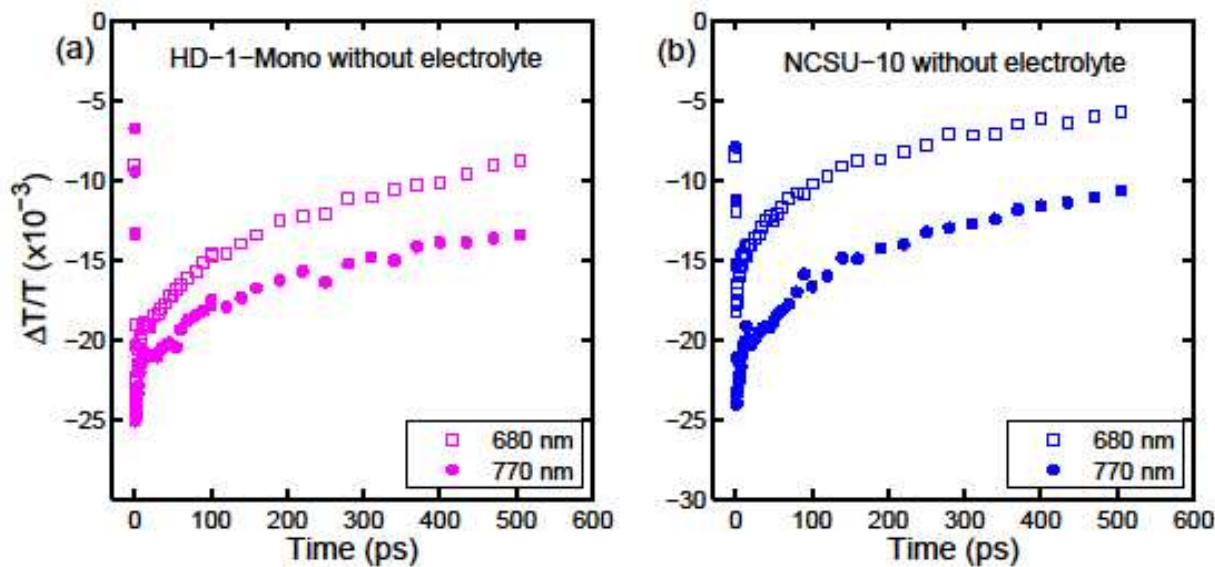 (a)
HD-1-Mono without electrolyte
ΔT/T (x10⁻³)
0
−5
−10
−15
−20
−25
680 nm
770 nm
0 100 200 300 400 500 600
Time (ps)
(b)
NCSU-10 without electrolyte
0
−5
−10
−15
−20
−25
−30
680 nm
770 nm
0 100 200 300 400 500 600
Time (ps)